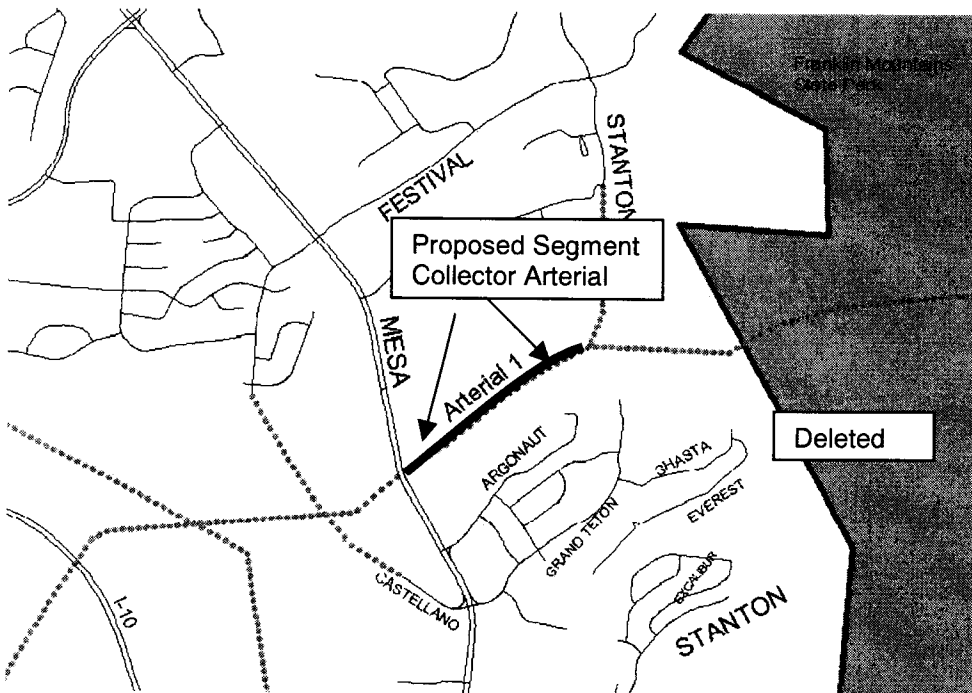 Franklin Mountains
State Park
STANTON
FESTIVAL
Proposed Segment
Collector Arterial
MESA
Arterial 1
Deleted
ARGONAUT
SHASTA
EVEREST
GRAND TETON
EXCALIBUR
CASTELLANO
STANTON
I-10